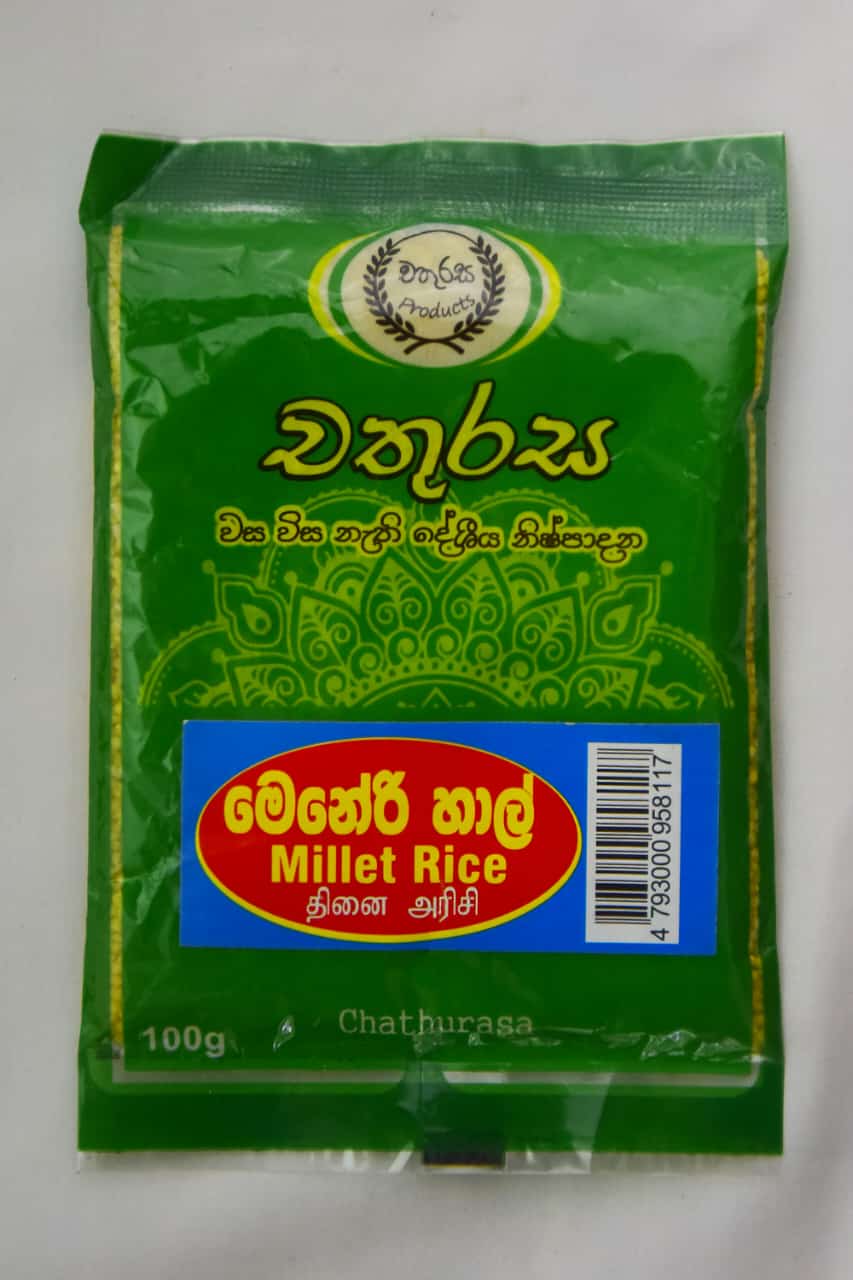 චතුරස
Products
චතුරස
වස විස නැති දේශීය නිෂ්පාදන
මෙනේරි හාල්
Millet Rice
தினை அரிசி
4 793000 958117
Chathurasa
100g